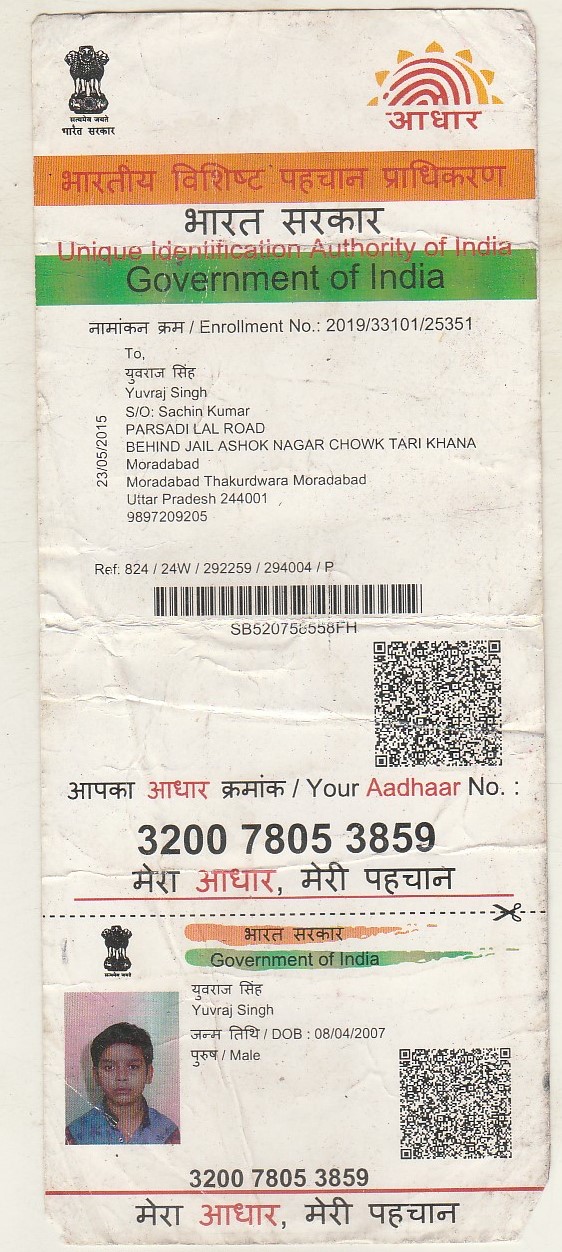 सत्यमेव जयते
भारत सरकार
आधार
भारतीय विशिष्ट पहचान प्राधिकरण
भारत सरकार
Unique Identification Authority of India
Government of India
नामांकन क्रम / Enrollment No.: 2019/33101/25351
To,
युवराज सिंह
Yuvraj Singh
S/O: Sachin Kumar
PARSADI LAL ROAD
BEHIND JAIL ASHOK NAGAR CHOWK TARI KHANA
Moradabad
Moradabad Thakurdwara Moradabad
Uttar Pradesh 244001
9897209205
23/05/2015
Ref: 824 / 24W / 292259 / 294004 / P
आपका आधार क्रमांक / Your Aadhaar No. :
3200 7805 3859
मेरा आधार, मेरी पहचान
भारत सरकार
Government of India
सत्यमेव जयते
युवराज सिंह
Yuvraj Singh
जन्म तिथि / DOB : 08/04/2007
पुरुष / Male
3200 7805 3859
मेरा आधार, मेरी पहचान